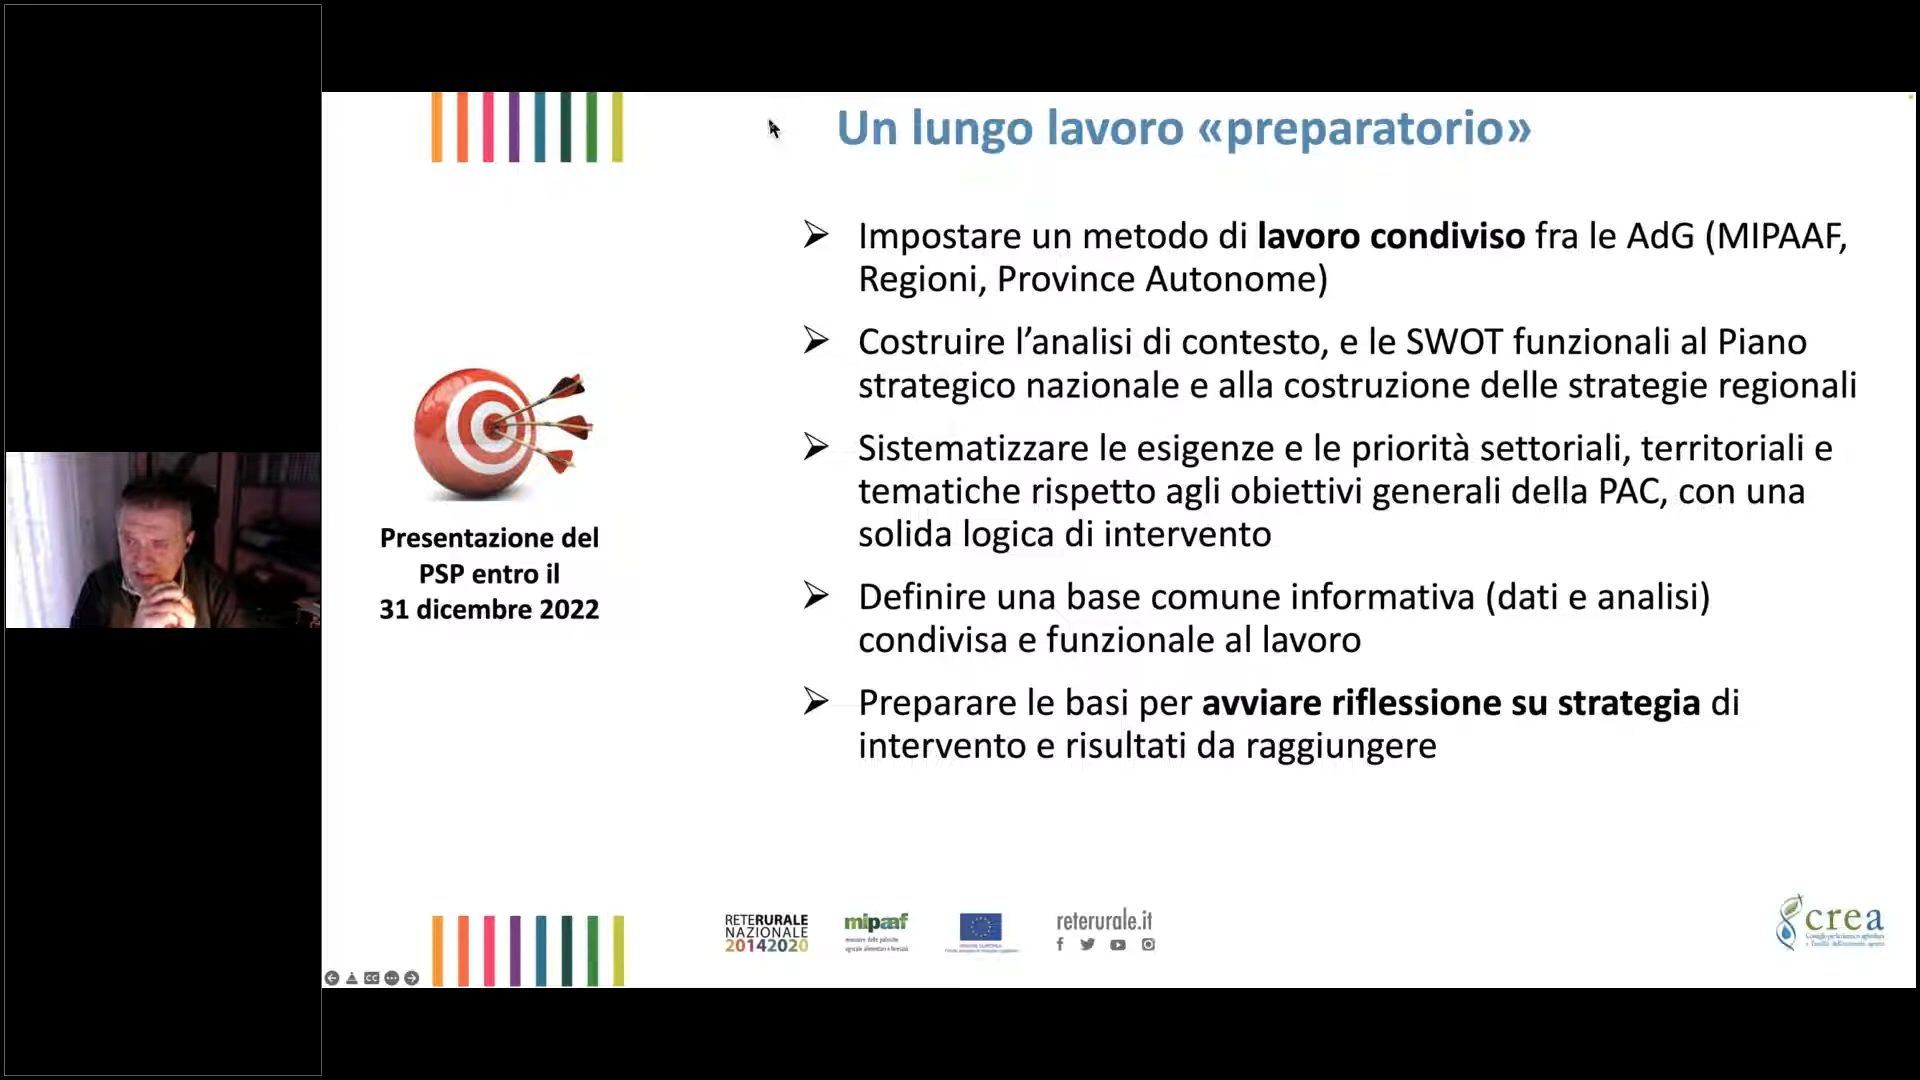 Un lungo lavoro «preparatorio»
➢ Impostare un metodo di lavoro condiviso fra le AdG (MIPAAF,
Regioni, Province Autonome)
➢ Costruire l’analisi di contesto, e le SWOT funzionali al Piano
strategico nazionale e alla costruzione delle strategie regionali
➢ Sistematizzare le esigenze e le priorità settoriali, territoriali e
tematiche rispetto agli obiettivi generali della PAC, con una
solida logica di intervento
➢ Definire una base comune informativa (dati e analisi)
condivisa e funzionale al lavoro
➢ Preparare le basi per avviare riflessione su strategia di
intervento e risultati da raggiungere
Presentazione del
PSP entro il
31 dicembre 2022
RETERURALE
NAZIONALE
20142020
mipaaf
reterurale.it
crea